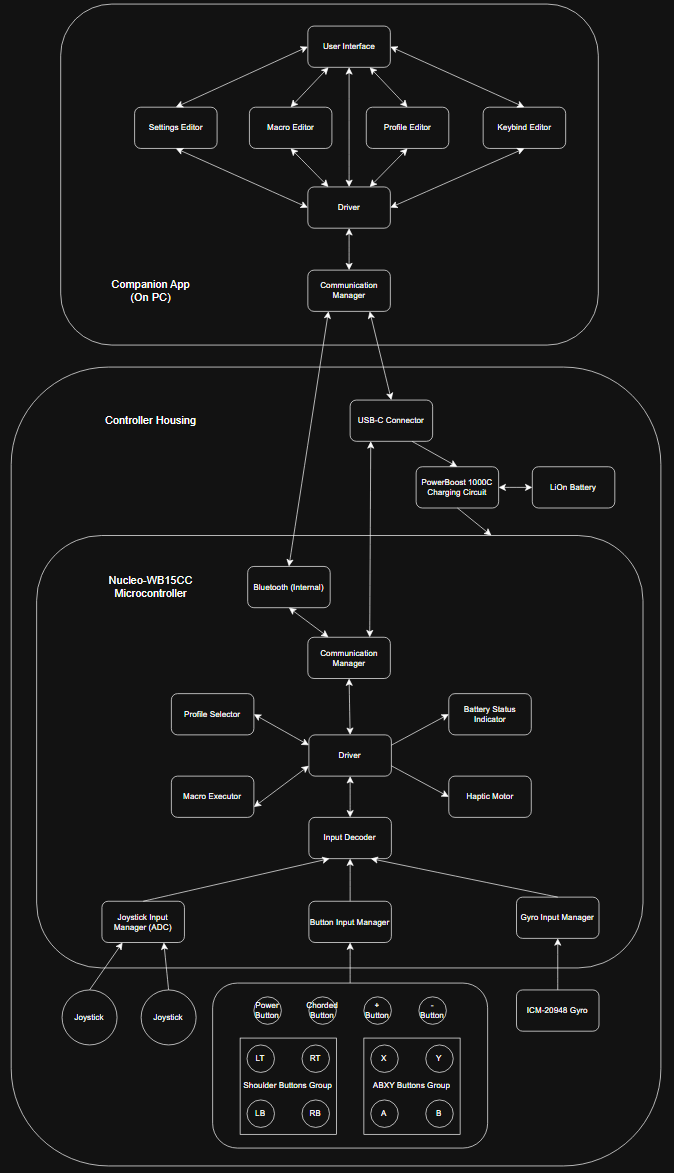 User Interface
Settings Editor
Macro Editor
Profile Editor
Keybind Editor
Driver
Companion App
(On PC)
Communication
Manager
Controller Housing
USB-C Connector
PowerBoost 1000C
Charging Circuit
LiOn Battery
Nucleo-WB15CC
Microcontroller
Bluetooth (Internal)
Communication
Manager
Profile Selector
Battery Status
Indicator
Driver
Macro Executor
Haptic Motor
Input Decoder
Joystick Input
Manager (ADC)
Button Input Manager
Gyro Input Manager
Joystick
Joystick
Power
Button
Chorded
Button
+
Button
-
Button
ICM-20948 Gyro
LT
RT
Shoulder Buttons Group
LB
RB
X
Y
ABXY Buttons Group
A
B